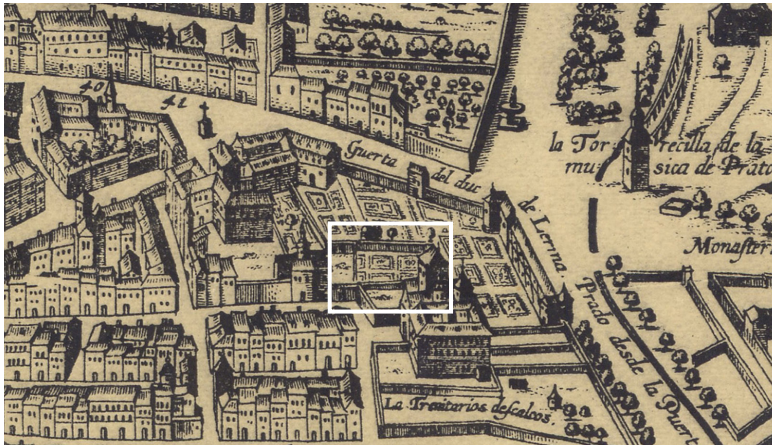 40
41
la Tor-recilla de la
mu sica de Prato
Guerta del duc de Lerma
Monaster
Prado desde la Puer
La Trenitarios descalcos.